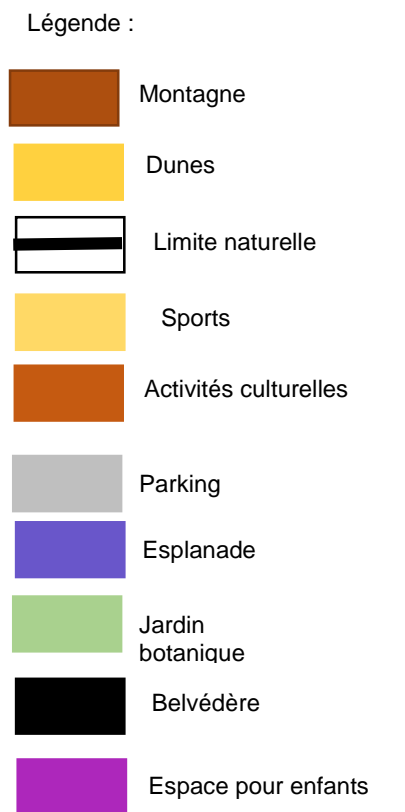 Légende :
Montagne
Dunes
Limite naturelle
Sports
Activités culturelles
Parking
Esplanade
Jardin
botanique
Belvédère
Espace pour enfants